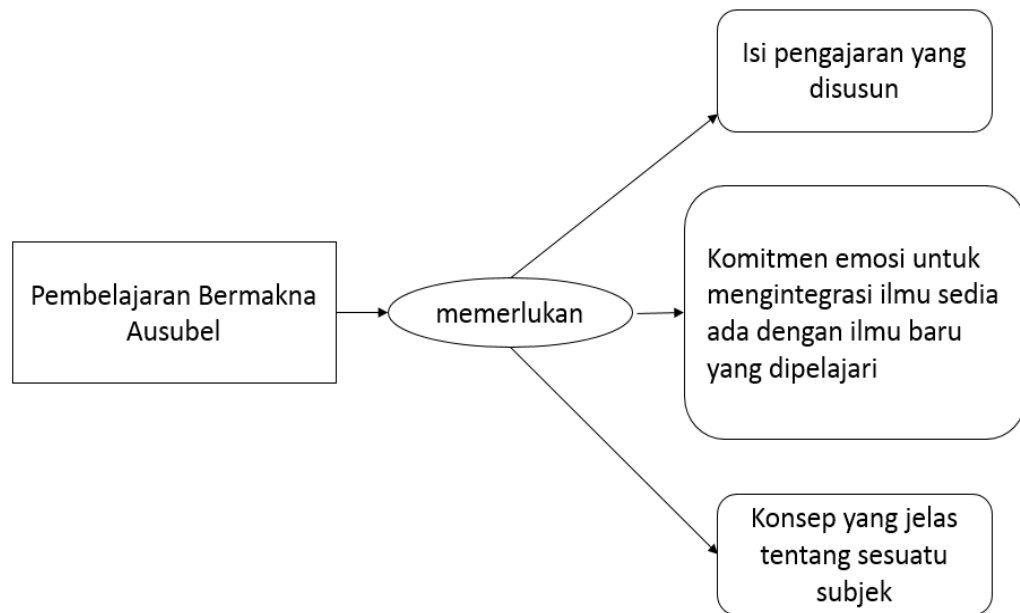 Isi pengajaran yang
disusun
Pembelajaran Bermakna
Ausubel
memerlukan
Komitmen emosi untuk
mengintegrasi ilmu sedia
ada dengan ilmu baru
yang dipelajari
Konsep yang jelas
tentang sesuatu
subjek